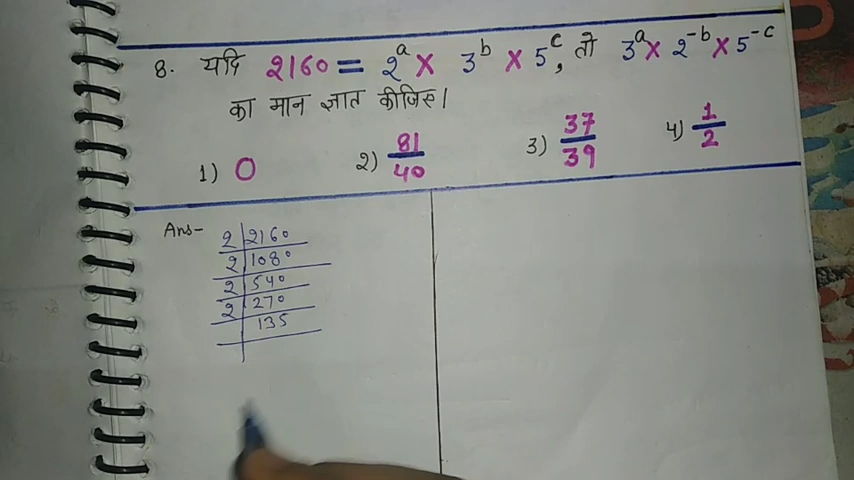 8. यदि 2160 = 2^a × 3^b × 5^c, तो 3^a × 2^-b × 5^-c
का मान ज्ञात कीजिए।
1) 0 2) 81/40 3) 37/39 4) 1/2
Ans-
2 | 2160
2 | 1080
2 | 540
2 | 270
135